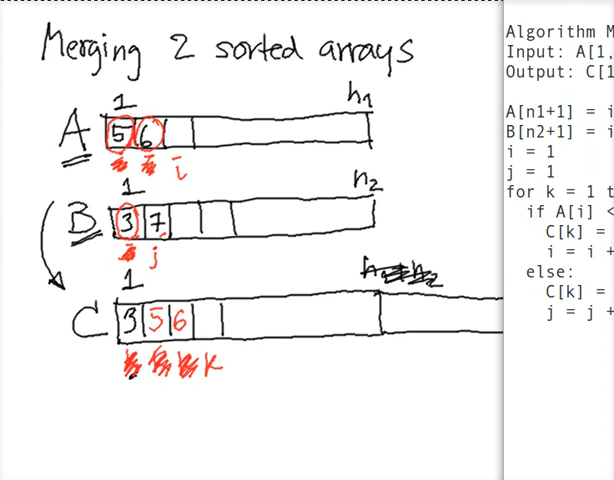 Merging 2 sorted arrays
1 n1
A 5 6
i
1 n2
B 3 7
j
1
C 3 5 6
k
Algorithm M
Input: A[1,
Output: C[1
A[n1+1] = i
B[n2+1] = i
i = 1
j = 1
for k = 1 t
if A[i] <
C[k] =
i = i +
else:
C[k] =
j = j +